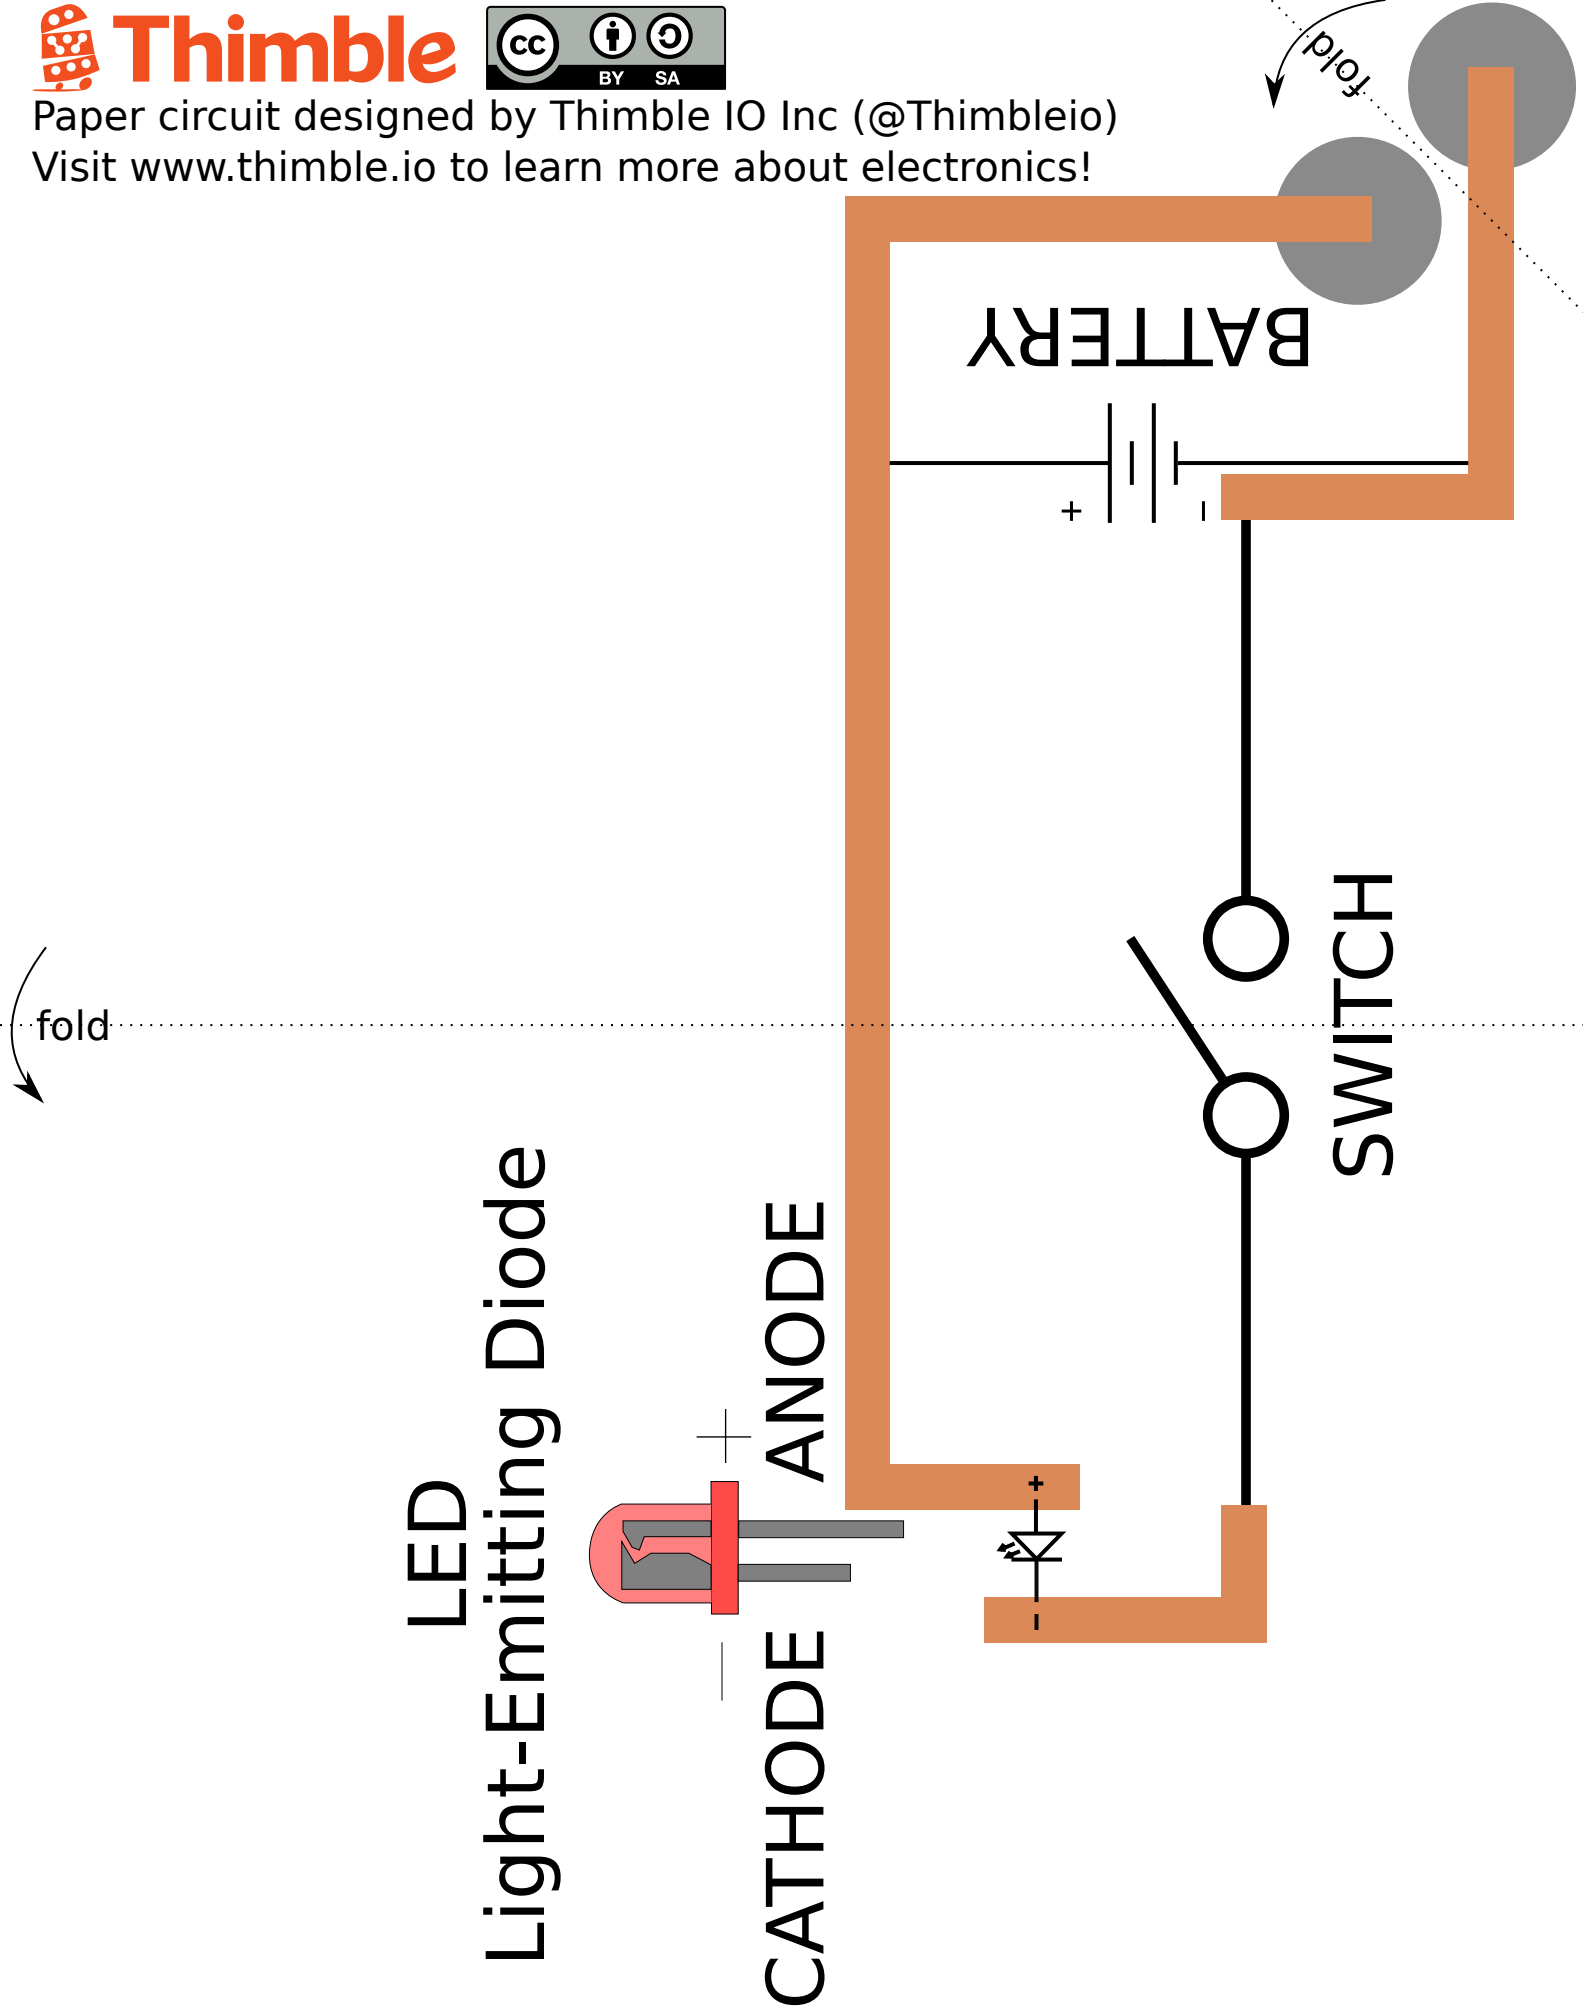 Thimble
cc
BY SA
Paper circuit designed by Thimble IO Inc (@Thimbleio)
Visit www.thimble.io to learn more about electronics!
fold
BATTERY
+ -
SWITCH
fold
LED
Light-Emitting Diode
+ ANODE
- CATHODE
+
-